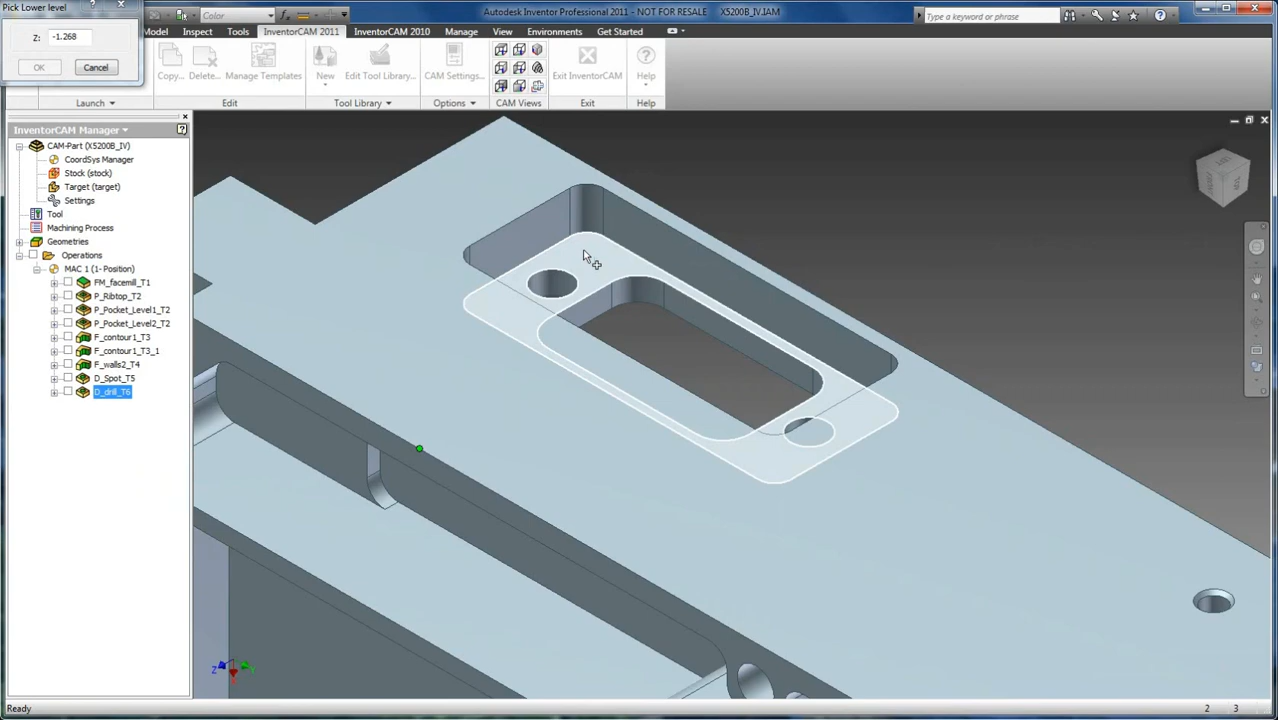 Pick Lower level
?
Z: -1.268
OK
Cancel
Color
Autodesk Inventor Professional 2011 - NOT FOR RESALE
X5200B_IV.IAM
Type a keyword or phrase
Model
Inspect
Tools
InventorCAM 2011
InventorCAM 2010
Manage
View
Environments
Get Started
Copy...
Delete...
Manage Templates
New
Edit Tool Library...
CAM Settings...
Exit InventorCAM
Help
Launch
Edit
Tool Library
Options
CAM Views
Exit
Help
InventorCAM Manager
CAM-Part (X5200B_IV)
CoordSys Manager
Stock (stock)
Target (target)
Settings
Tool
Machining Process
Geometries
Operations
MAC 1 (1- Position)
FM_facemill_T1
P_Ribtop_T2
P_Pocket_Level1_T2
P_Pocket_Level2_T2
F_contour1_T3
F_contour1_T3_1
F_walls2_T4
D_Spot_T5
D_drill_T6
Z
Ready
2
3